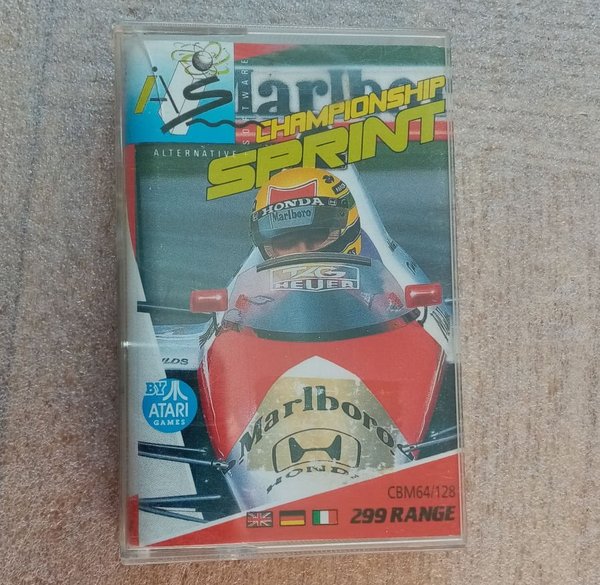 AS
ALTERNATIVE SOFTWARE
Marlboro
CHAMPIONSHIP
SPRINT
HONDA
Marlboro
TAG
HEUER
BY
ATARI
GAMES
Marlboro
HONDA
CBM64/128
299 RANGE